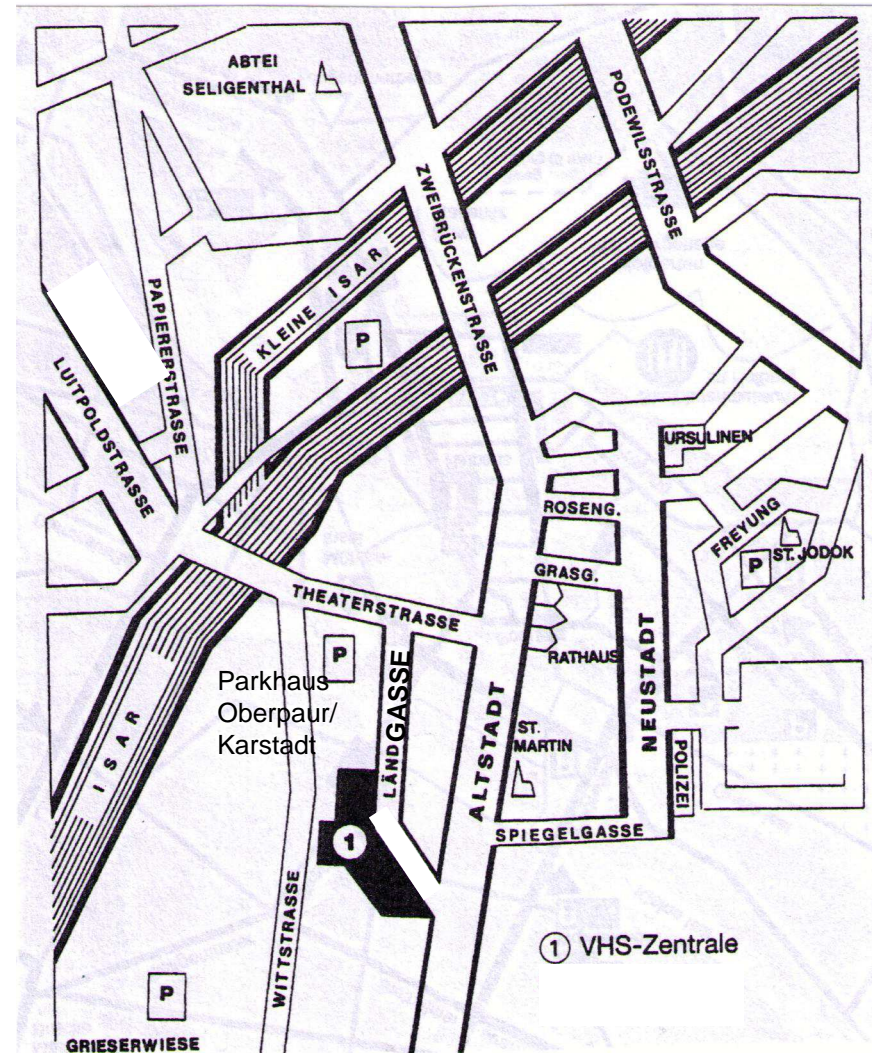 ABTEI
SELIGENTHAL
PODEWILSSTRASSE
ZWEIBRÜCKENSTRASSE
KLEINE ISAR
PAPIERERSTRASSE
P
LUITPOLDSTRASSE
URSULINEN
ROSENG.
FREYUNG
ST. JODOK
P
GRASG.
THEATERSTRASSE
P
RATHAUS
NEUSTADT
Parkhaus
Oberpaur/
Karstadt
LÄNDGASSE
ISAR
ALTSTADT
ST.
MARTIN
POLIZEI
1
SPIEGELGASSE
WITTSTRASSE
1 VHS-Zentrale
P
GRIESERWIESE